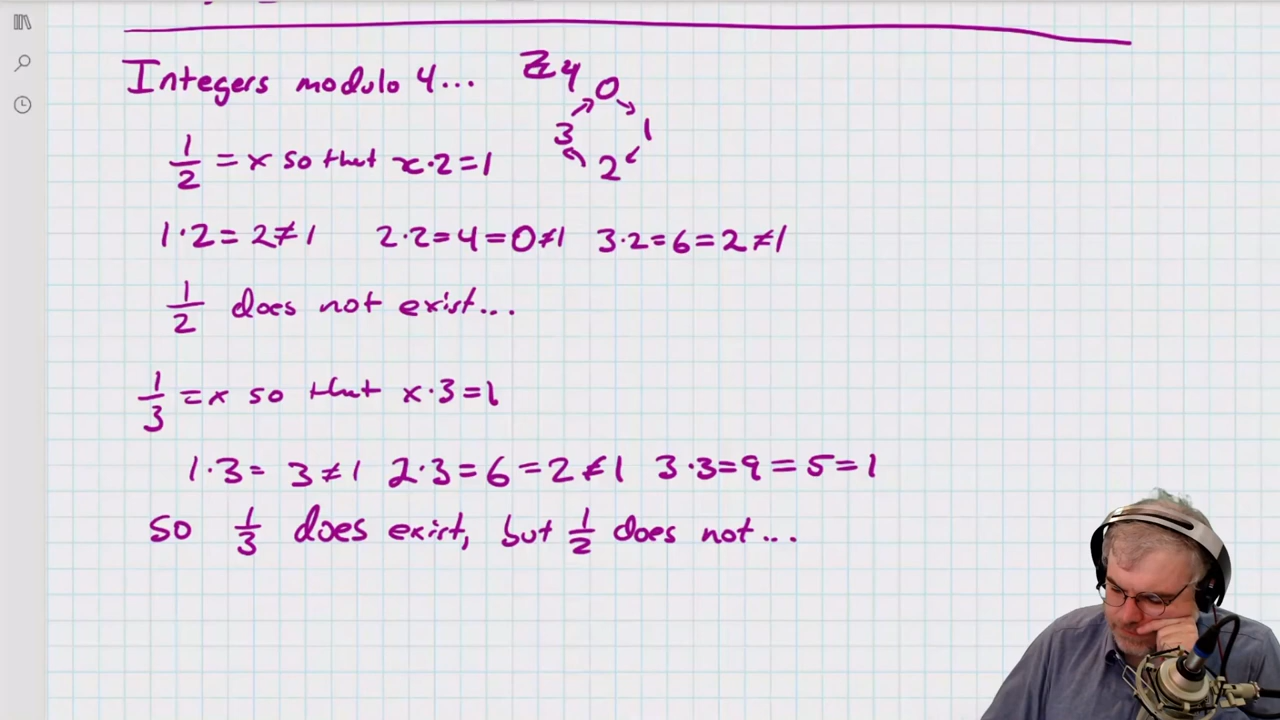 Integers modulo 4... ℤ4
0
3 1
2
1/2 = x so that x·2=1
1·2=2≠1 2·2=4=0≠1 3·2=6=2≠1
1/2 does not exist...
1/3 = x so that x·3=1
1·3= 3≠1 2·3=6=2≠1 3·3=9=5=1
So 1/3 does exist, but 1/2 does not...